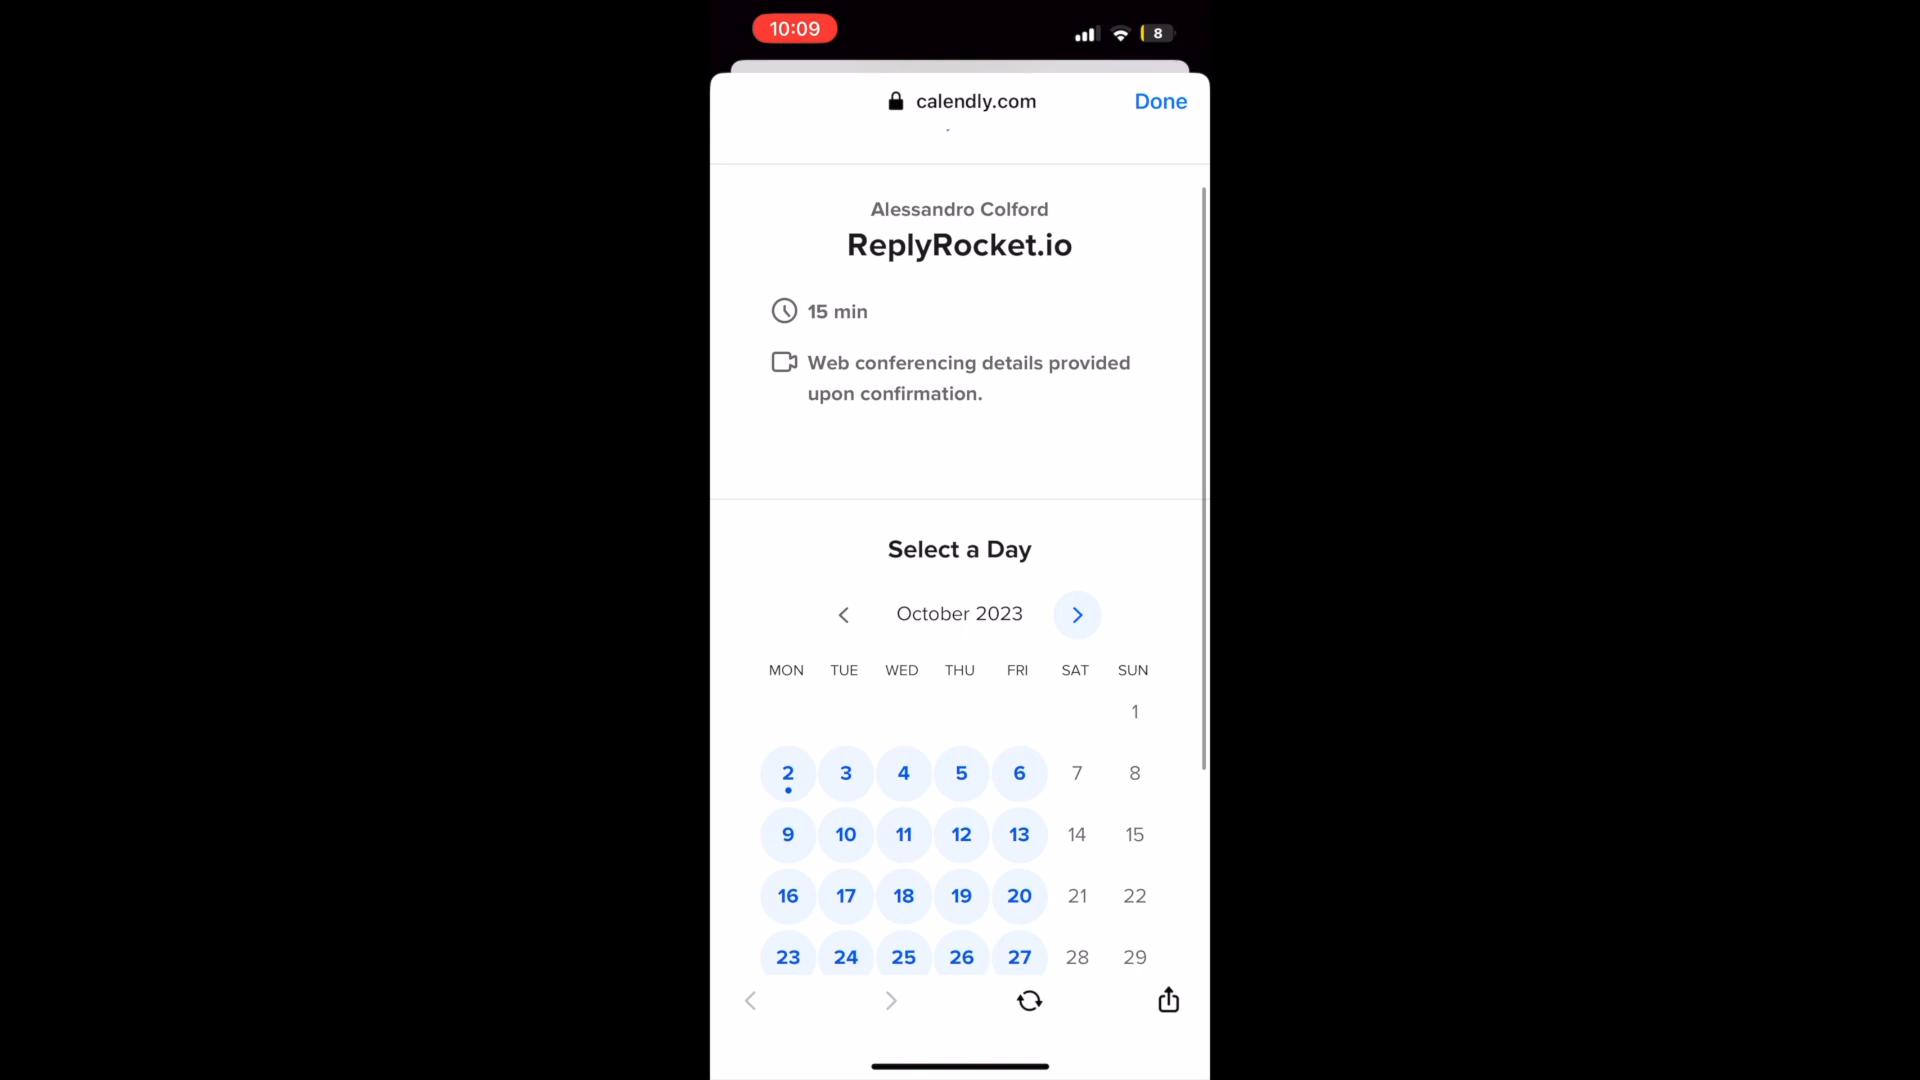 10:09
8
calendly.com
Done
Alessandro Colford
ReplyRocket.io
15 min
Web conferencing details provided
upon confirmation.
Select a Day
October 2023
MON TUE WED THU FRI SAT SUN
1
2 3 4 5 6 7 8
9 10 11 12 13 14 15
16 17 18 19 20 21 22
23 24 25 26 27 28 29